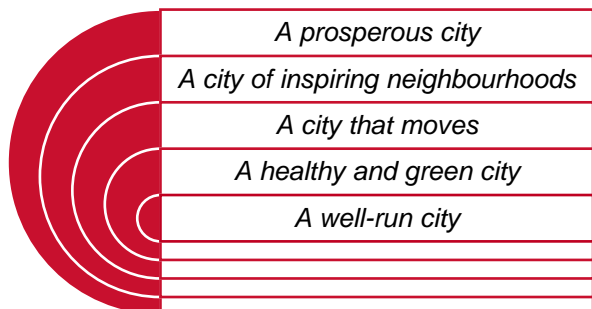 A prosperous city
A city of inspiring neighbourhoods
A city that moves
A healthy and green city
A well-run city